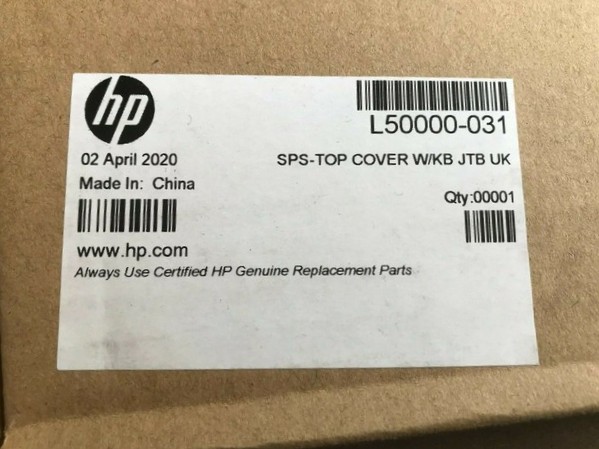 hp
L50000-031
02 April 2020
SPS-TOP COVER W/KB JTB UK
Made In: China
Qty:00001
www.hp.com
Always Use Certified HP Genuine Replacement Parts